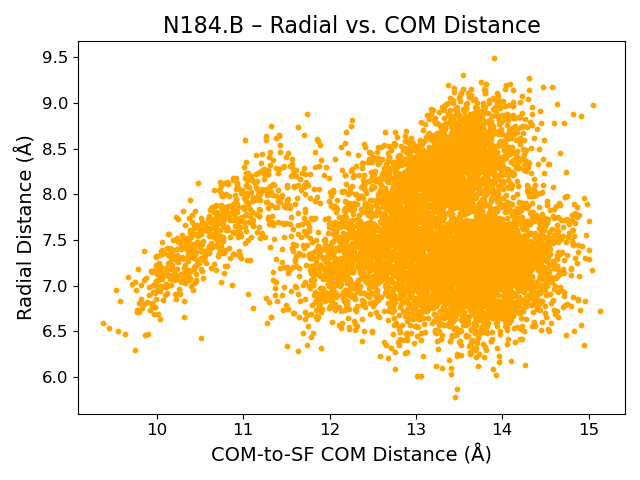 N184.B – Radial vs. COM Distance
Radial Distance (Å)
9.5
9.0
8.5
8.0
7.5
7.0
6.5
6.0
10 11 12 13 14 15
COM-to-SF COM Distance (Å)